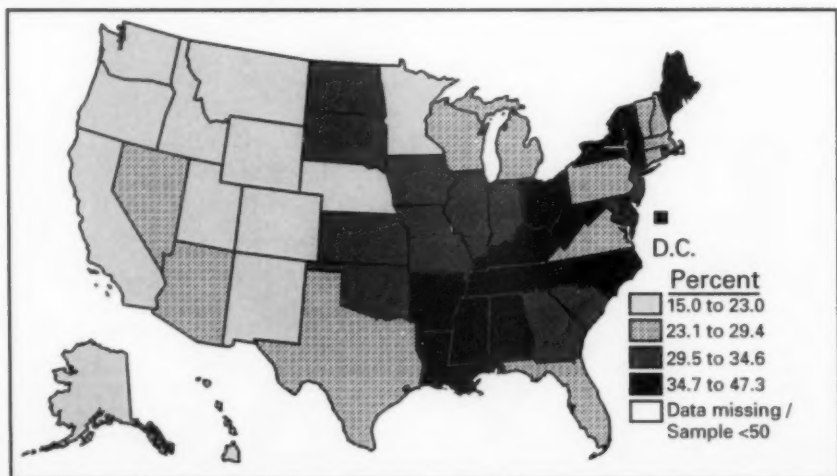 D.C.
Percent
15.0 to 23.0
23.1 to 29.4
29.5 to 34.6
34.7 to 47.3
Data missing /
Sample <50